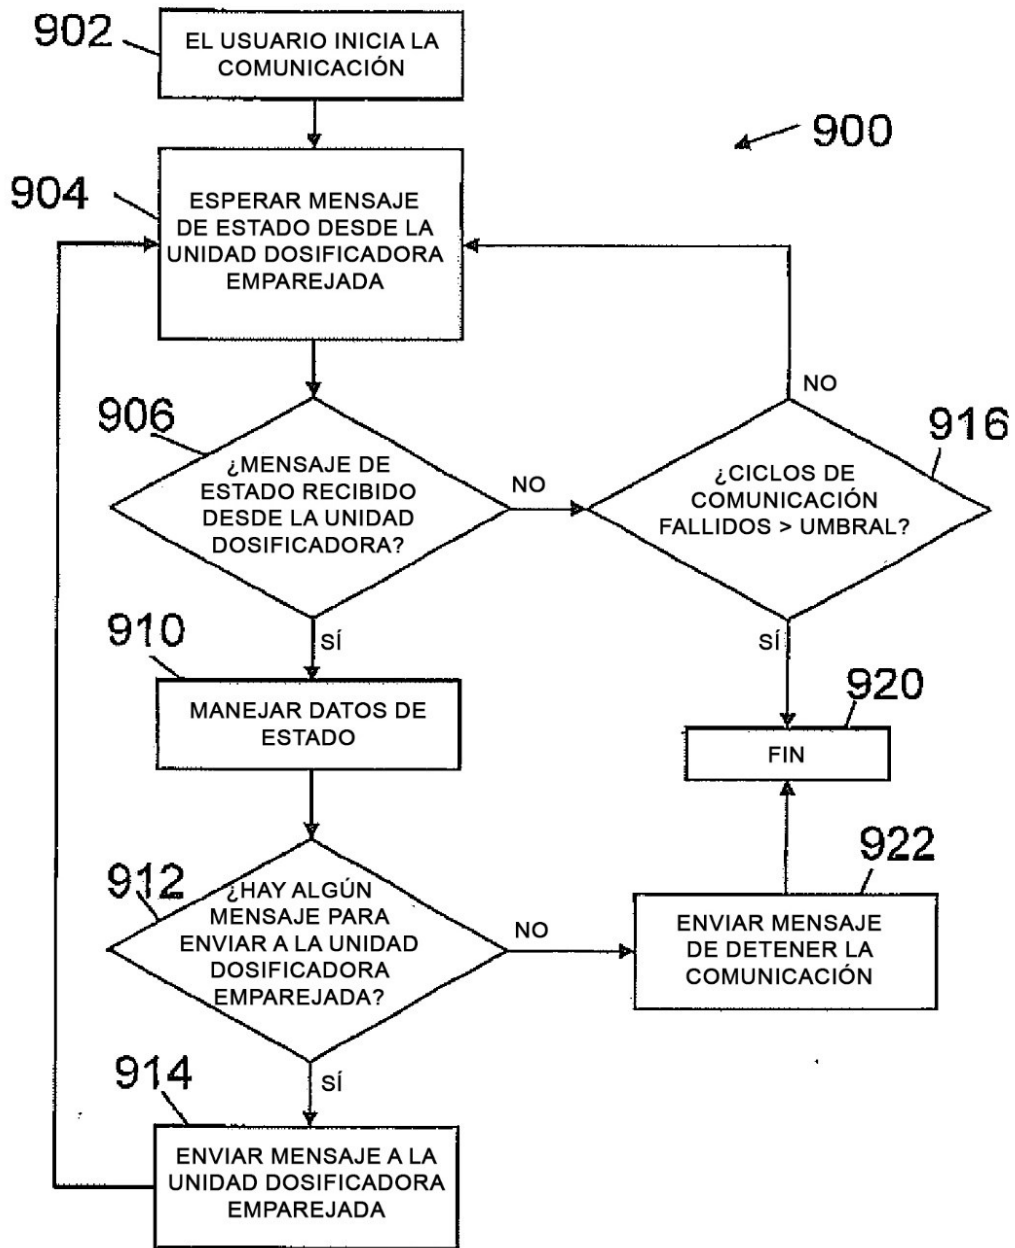 902
EL USUARIO INICIA LA
COMUNICACIÓN
900
904
ESPERAR MENSAJE
DE ESTADO DESDE LA
UNIDAD DOSIFICADORA
EMPAREJADA
NO
906
916
¿MENSAJE DE
ESTADO RECIBIDO
DESDE LA UNIDAD
DOSIFICADORA?
NO
¿CICLOS DE
COMUNICACIÓN
FALLIDOS > UMBRAL?
SÍ
SÍ
910
MANEJAR DATOS DE
ESTADO
920
FIN
912
¿HAY ALGÚN
MENSAJE PARA
ENVIAR A LA UNIDAD
DOSIFICADORA
EMPAREJADA?
NO
922
ENVIAR MENSAJE
DE DETENER LA
COMUNICACIÓN
SÍ
914
ENVIAR MENSAJE A LA
UNIDAD DOSIFICADORA
EMPAREJADA